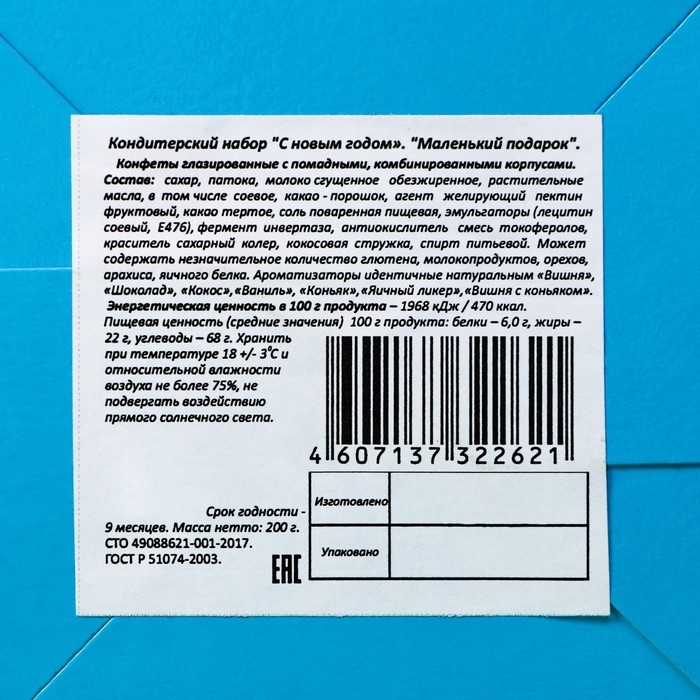 Кондитерский набор "С новым годом». "Маленький подарок".
Конфеты глазированные с помадными, комбинированными корпусами.
Состав: сахар, патока, молоко сгущенное обезжиренное, растительные
масла, в том числе соевое, какао - порошок, агент желирующий пектин
фруктовый, какао тертое, соль поваренная пищевая, эмульгаторы (лецитин
соевый, Е476), фермент инвертаза, антиокислитель смесь токоферолов,
краситель сахарный колер, кокосовая стружка, спирт питьевой. Может
содержать незначительное количество глютена, молокопродуктов, орехов,
арахиса, яичного белка. Ароматизаторы идентичные натуральным «Вишня»,
«Шоколад», «Кокос»,«Ваниль», «Коньяк»,«Яичный ликер»,«Вишня с коньяком».
Энергетическая ценность в 100 г продукта – 1968 кДж / 470 ккал.
Пищевая ценность (средние значения) 100 г продукта: белки – 6,0 г, жиры –
22 г, углеводы – 68 г. Хранить
при температуре 18 +/- 3°С и
относительной влажности
воздуха не более 75%, не
подвергать воздействию
прямого солнечного света.
4 607137 322621
Изготовлено
Срок годности -
9 месяцев. Масса нетто: 200 г.
СТО 49088621-001-2017.
ГОСТ Р 51074-2003.
ЕАС
Упаковано